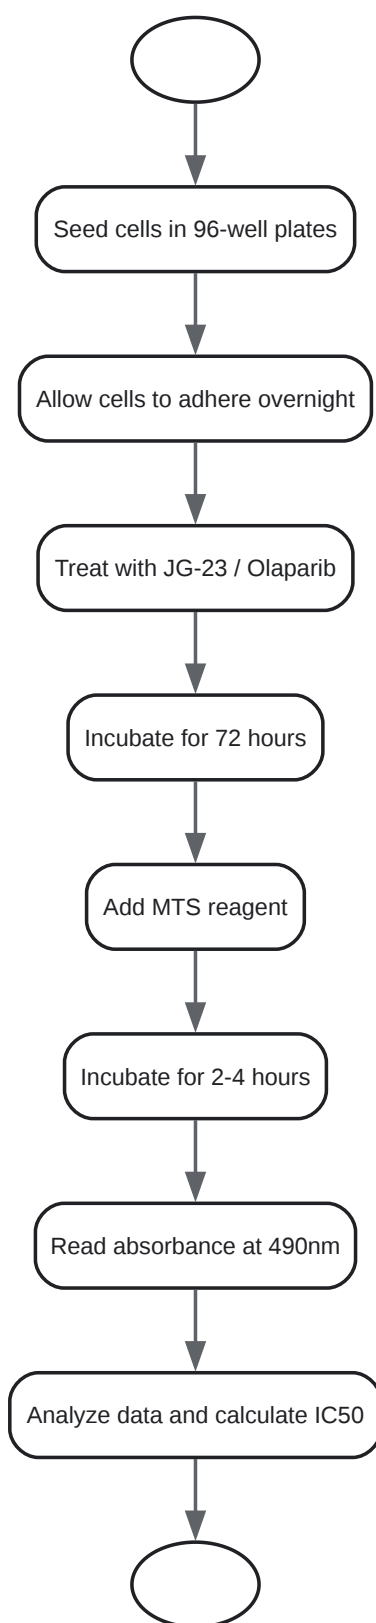 Seed cells in 96-well plates
Allow cells to adhere overnight
Treat with JG-23 / Olaparib
Incubate for 72 hours
Add MTS reagent
Incubate for 2-4 hours
Read absorbance at 490nm
Analyze data and calculate IC50